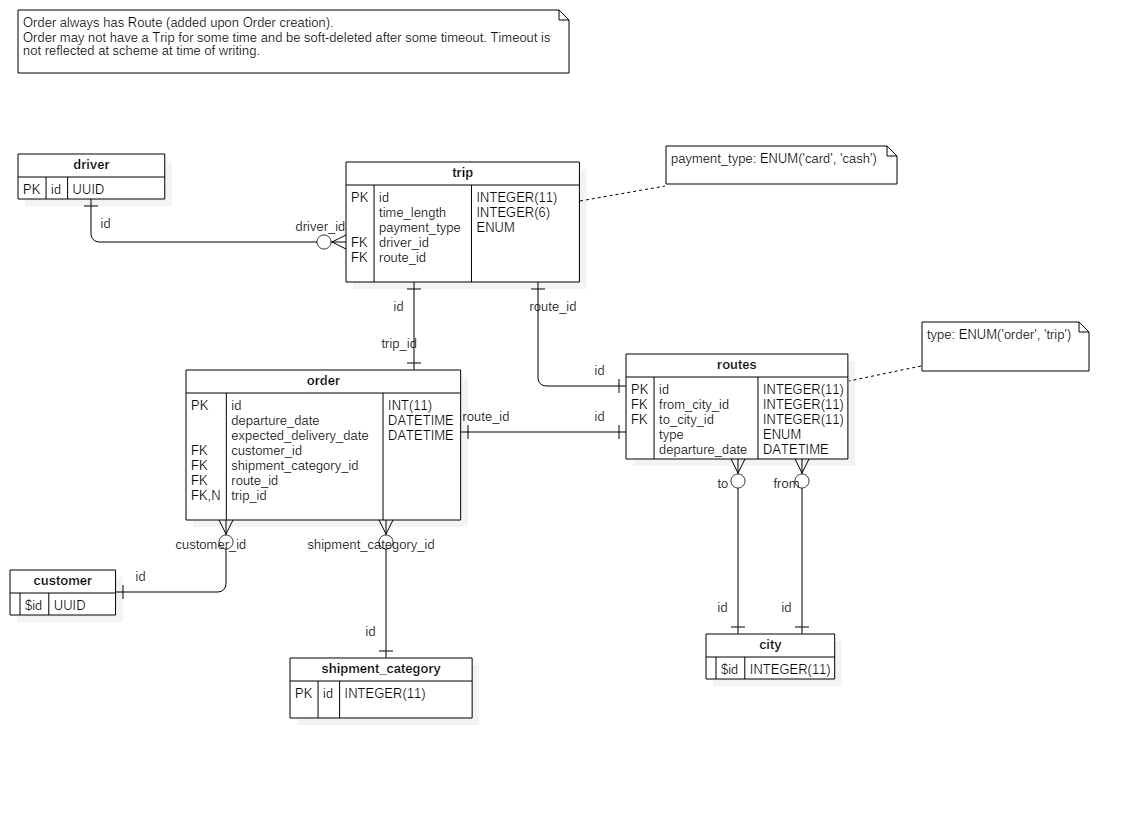 Order always has Route (added upon Order creation).
Order may not have a Trip for some time and be soft-deleted after some timeout. Timeout is
not reflected at scheme at time of writing.
driver
PK id UUID
id
driver_id
trip
PK id INTEGER(11)
time_length INTEGER(6)
payment_type ENUM
FK driver_id
FK route_id
payment_type: ENUM('card', 'cash')
id
route_id
trip_id
type: ENUM('order', 'trip')
order
PK id INT(11)
departure_date DATETIME
expected_delivery_date DATETIME
FK customer_id
FK shipment_category_id
FK route_id
FK,N trip_id
id
route_id
id
routes
PK id INTEGER(11)
FK from_city_id INTEGER(11)
FK to_city_id INTEGER(11)
type ENUM
departure_date DATETIME
to
from
customer_id
shipment_category_id
customer
$id UUID
id
id
shipment_category
PK id INTEGER(11)
id
id
city
$id INTEGER(11)